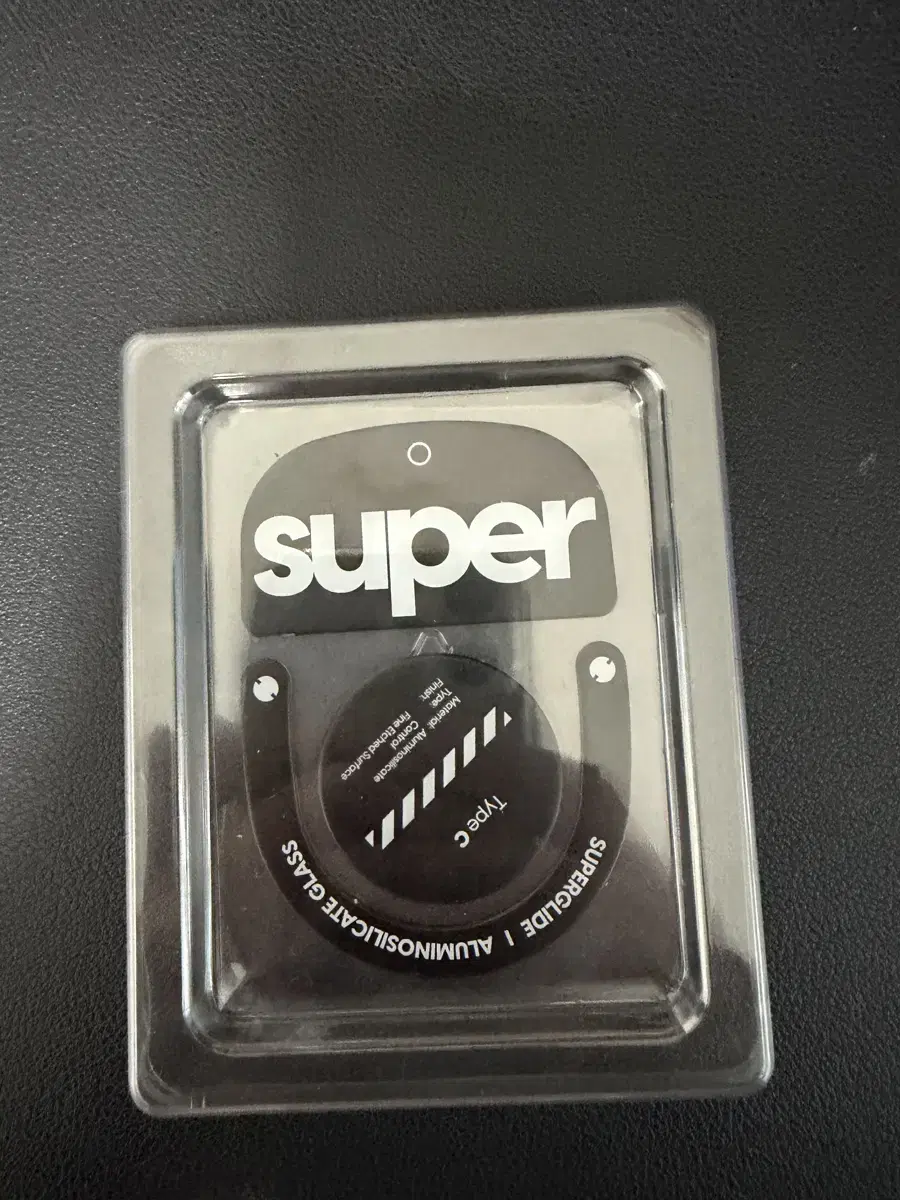 super
Type C
Material: Aluminosilicate
Type: Control
Finish: Fine Etched Surface
SUPERGLIDE | ALUMINOSILICATE GLASS